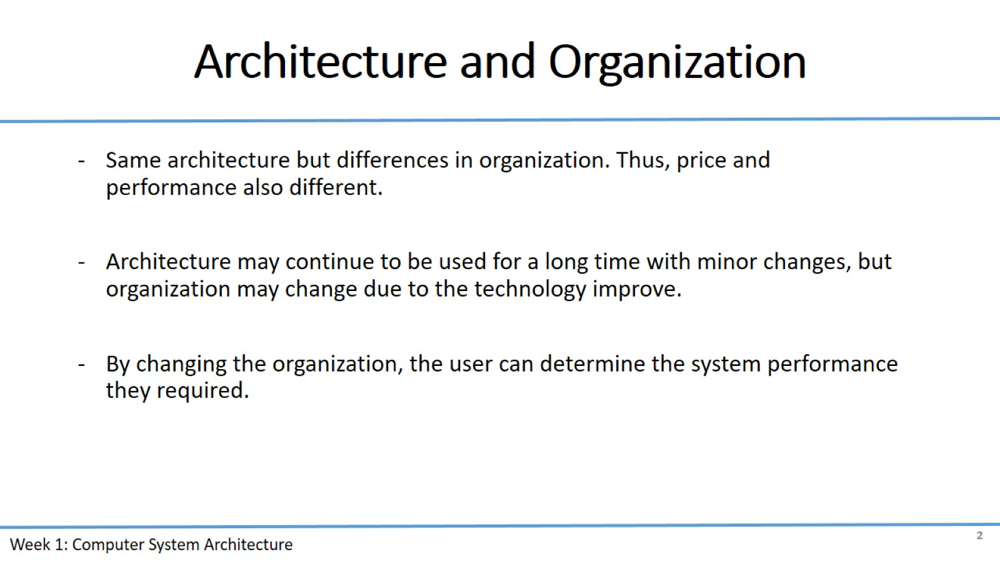 Architecture and Organization
- Same architecture but differences in organization. Thus, price and
performance also different.
- Architecture may continue to be used for a long time with minor changes, but
organization may change due to the technology improve.
- By changing the organization, the user can determine the system performance
they required.
2
Week 1: Computer System Architecture